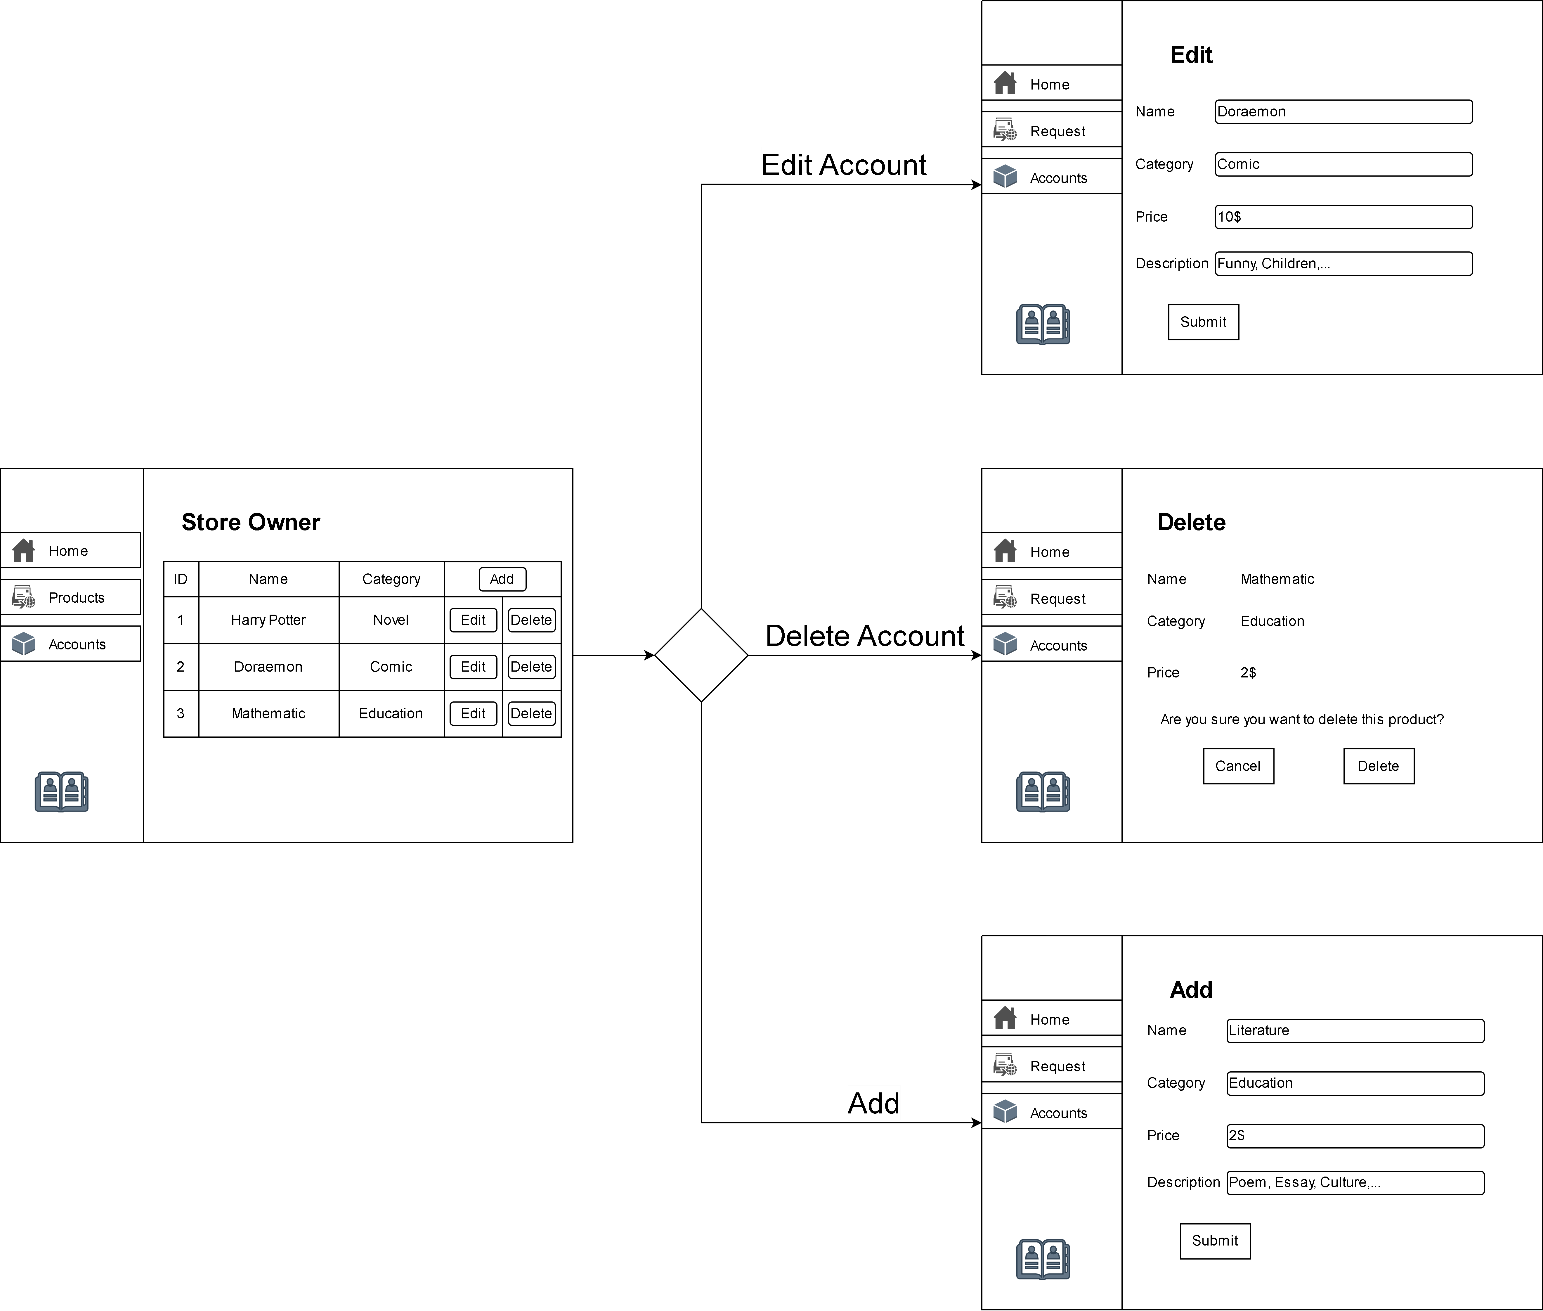 Edit
Home
Name Doraemon
Request
Category Comic
Edit Account
Accounts
Price 10$
Description Funny, Children,...
Submit
Store Owner
Home
Products
Accounts
ID Name Category Add
1 Harry Potter Novel Edit Delete
2 Doraemon Comic Edit Delete
3 Mathematic Education Edit Delete
Delete Account
Delete
Home
Request
Accounts
Name Mathematic
Category Education
Price 2$
Are you sure you want to delete this product?
Cancel Delete
Add
Add
Home
Request
Accounts
Name Literature
Category Education
Price 2$
Description Poem, Essay, Culture,...
Submit